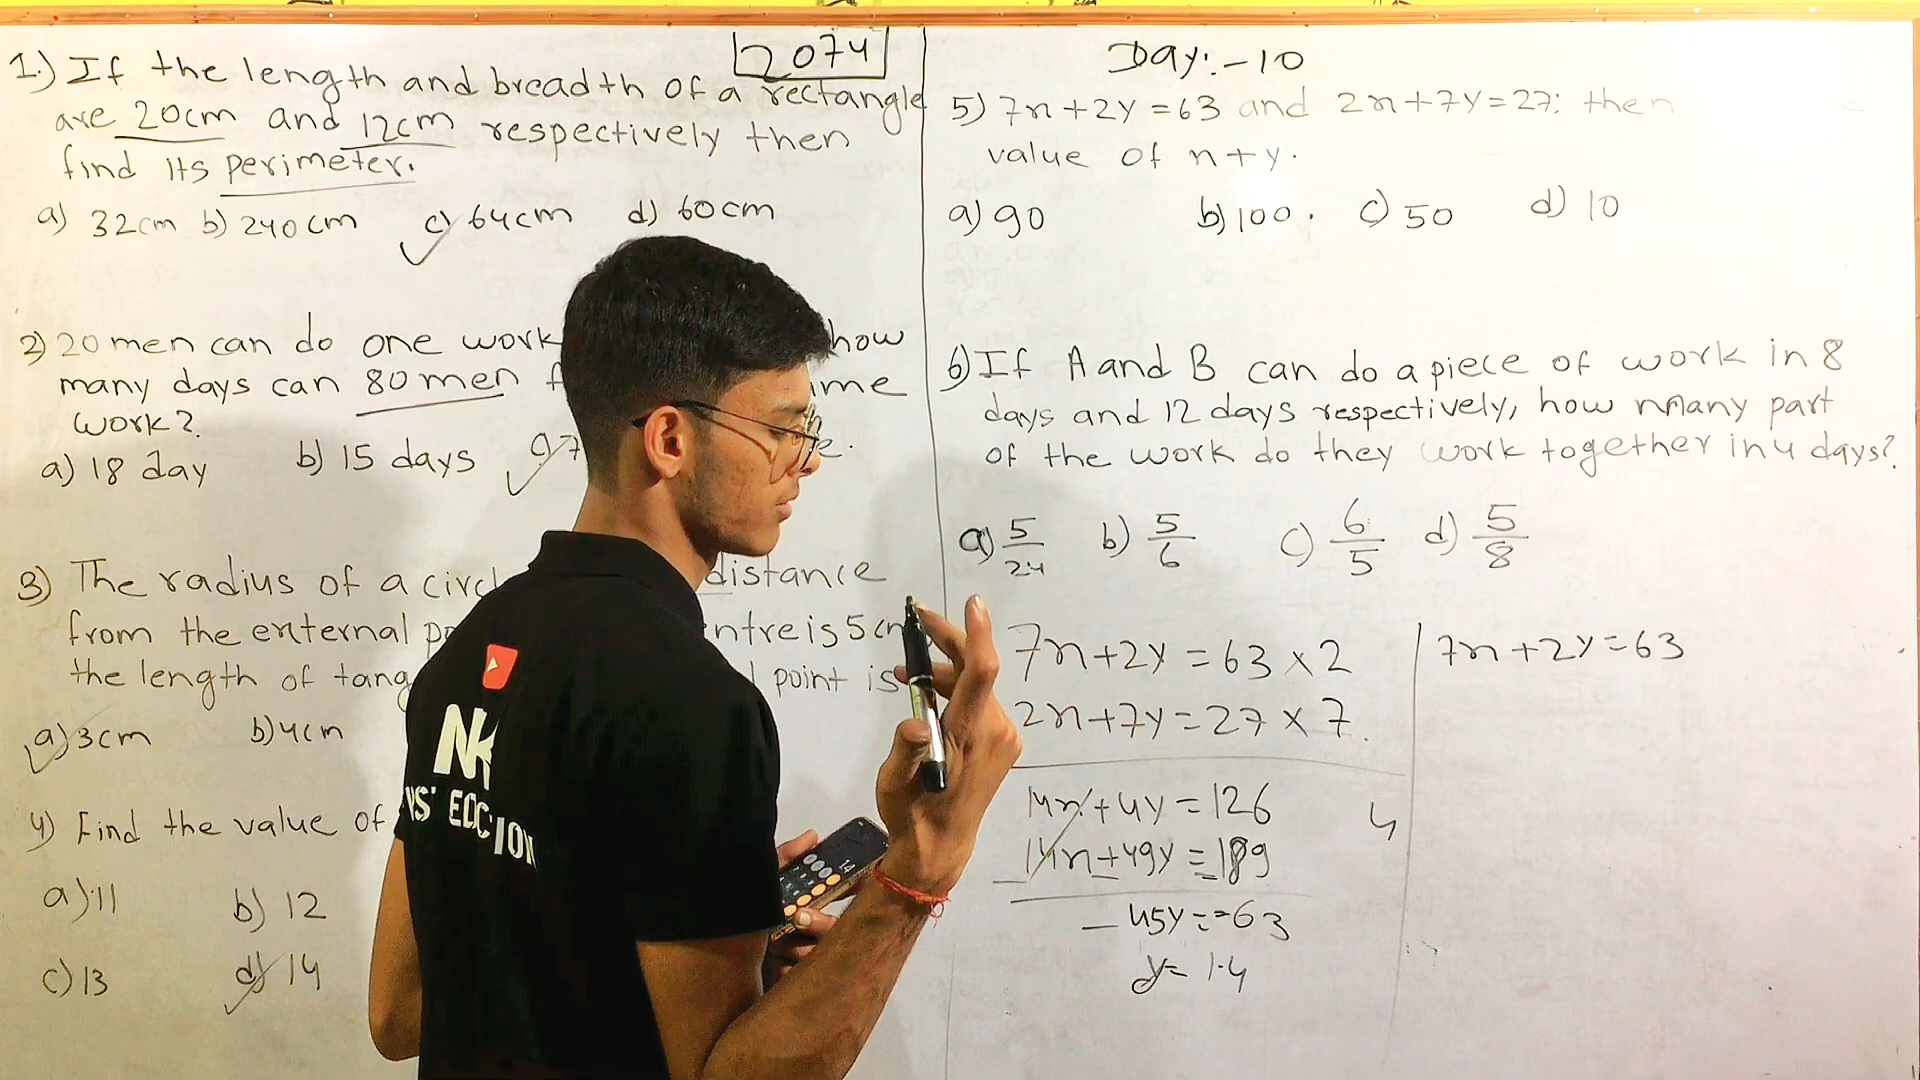 2074
1.) If the length and breadth of a rectangle
are 20cm and 12cm respectively then
find its perimeter.
a) 32cm b) 240cm c) 64cm d) 60cm
2) 20 men can do one work how
many days can 80 men
work?
a) 18 day b) 15 days c) 7
3) The radius of a distance
from the external is 5cm
the length of point is
a) 3cm b) 4cm
4) Find the value of
a) 11 b) 12
c) 13 d) 14
Day:-10
5) 7x+2y=63 and 2x+7y=27: then
value of x+y.
a) 90 b) 100. c) 50 d) 10
6) If A and B can do a piece of work in 8
days and 12 days respectively, how many part
of the work do they work together in 4 days?
a) 5/24 b) 5/6 c) 6/5 d) 5/8
7x+2y=63×2
2x+7y=27×7
14x+4y=126
14x+49y=189
-45y=-63
y=1.4
4
7x+2y=63
NK
14